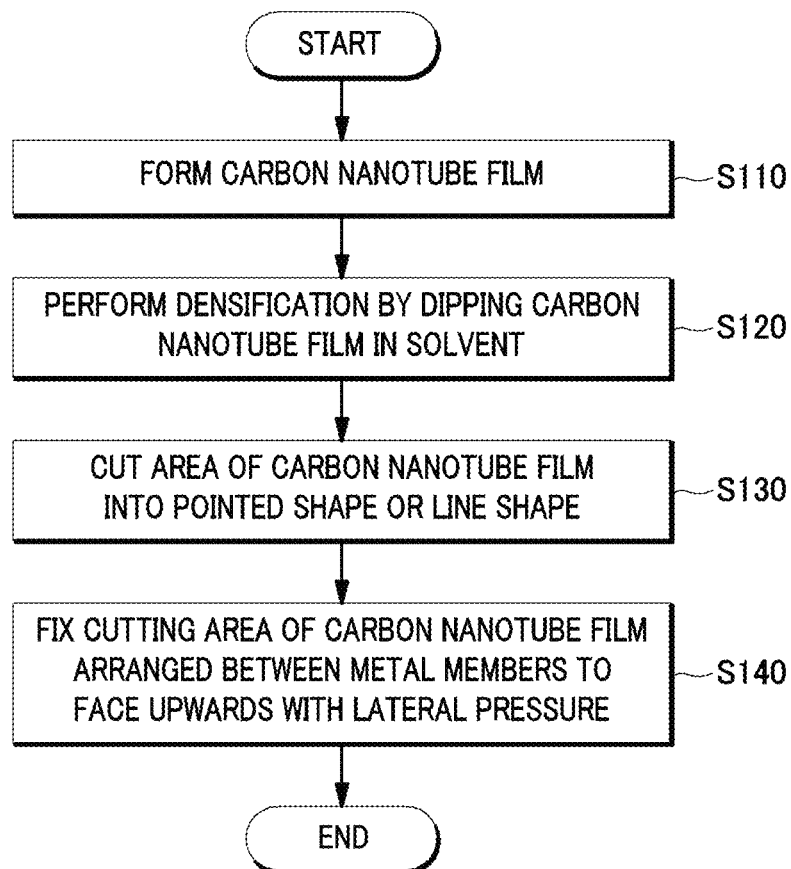 START
FORM CARBON NANOTUBE FILM
S110
PERFORM DENSIFICATION BY DIPPING CARBON
NANOTUBE FILM IN SOLVENT
S120
CUT AREA OF CARBON NANOTUBE FILM
INTO POINTED SHAPE OR LINE SHAPE
S130
FIX CUTTING AREA OF CARBON NANOTUBE FILM
ARRANGED BETWEEN METAL MEMBERS TO
FACE UPWARDS WITH LATERAL PRESSURE
S140
END